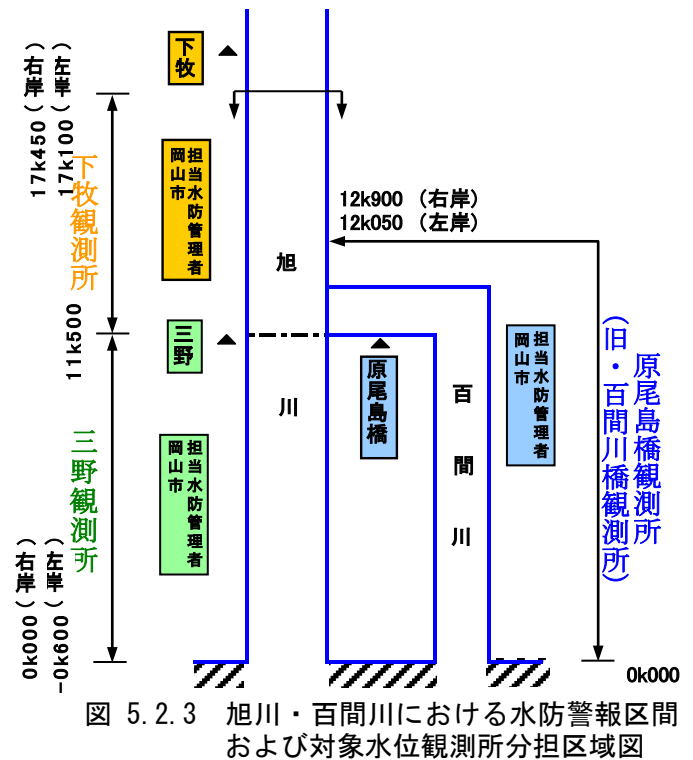 下牧
17k450（右岸）
17k100（左岸）
下牧観測所
担当水防管理者
岡山市
12k900（右岸）
12k050（左岸）
旭川
11k500
三野
原尾島橋
百間川
担当水防管理者
岡山市
原尾島橋観測所
（旧・百間川橋観測所）
三野観測所
担当水防管理者
岡山市
0k000（右岸）
-0k600（左岸）
0k000
図 5.2.3 旭川・百間川における水防警報区間
および対象水位観測所分担区域図